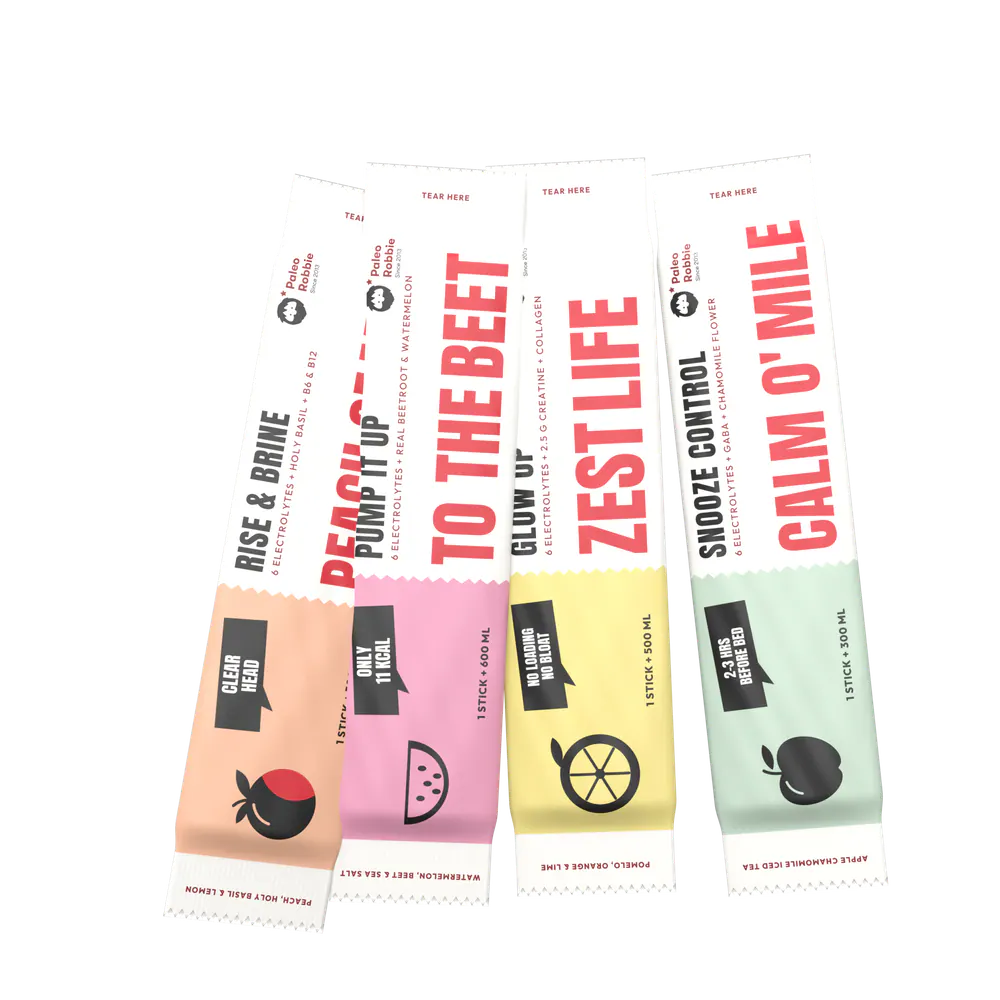 TEAR
Paleo
Robbie
Since 2013
RISE & BRINE
6 ELECTROLYTES + HOLY BASIL + B6 & B12
CLEAR
HEAD
1 STICK +
PEACH, HOLY BASIL & LEMON
TEAR HERE
Paleo
Robbie
Since 2013
PUMP IT UP
6 ELECTROLYTES + REAL BEETROOT & WATERMELON
TO THE BEET
ONLY
11 KCAL
1 STICK + 600 ML
WATERMELON, BEET & SEA SALT
TEAR HERE
Since 2013
GLOW UP
6 ELECTROLYTES + 2.5 G CREATINE + COLLAGEN
ZEST LIFE
NO LOADING
NO BLOAT
1 STICK + 500 ML
POMELO, ORANGE & LIME
TEAR HERE
Paleo
Robbie
Since 2013
SNOOZE CONTROL
6 ELECTROLYTES + GABA + CHAMOMILE FLOWER
CALM O' MILE
2-3 HRS
BEFORE BED
1 STICK + 300 ML
APPLE CHAMOMILE ICED TEA